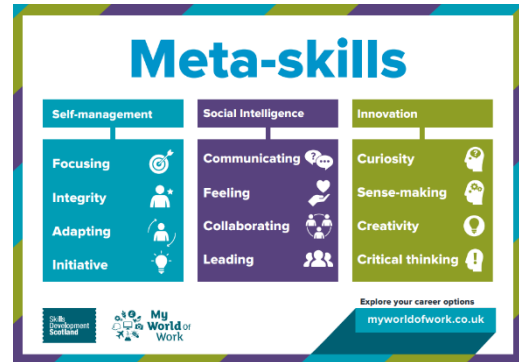 Meta-skills
Self-management
Focusing
Integrity
Adapting
Initiative
Social Intelligence
Communicating
Feeling
Collaborating
Leading
Innovation
Curiosity
Sense-making
Creativity
Critical thinking
Skills
Development
Scotland
My
World of
Work
Explore your career options
myworldofwork.co.uk